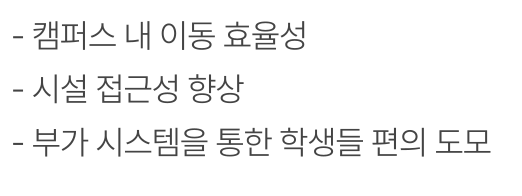 - 캠퍼스 내 이동 효율성
- 시설 접근성 향상
- 부가 시스템을 통한 학생들 편의 도모